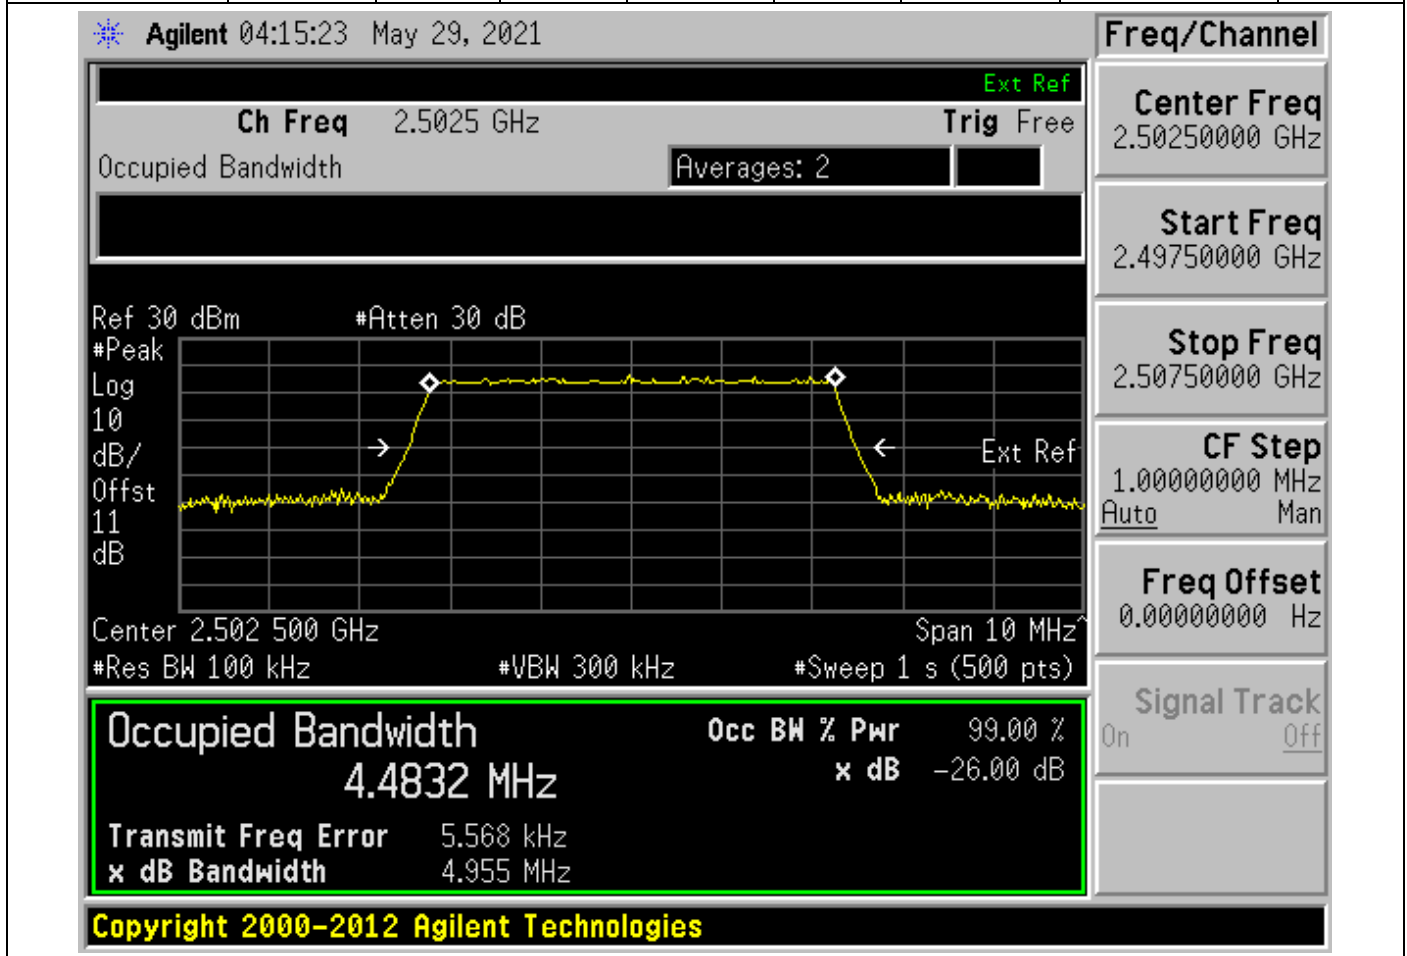 Agilent 04:15:23 May 29, 2021
Freq/Channel
Ext Ref
Ch Freq 2.5025 GHz Trig Free
Occupied Bandwidth Averages: 2
Center Freq
2.50250000 GHz
Start Freq
2.49750000 GHz
Stop Freq
2.50750000 GHz
CF Step
1.00000000 MHz
Auto Man
Freq Offset
0.00000000 Hz
Signal Track
On Off
Ref 30 dBm #Atten 30 dB
#Peak
Log
10
dB/
Offst
11
dB
Ext Ref
Center 2.502 500 GHz Span 10 MHz^
#Res BW 100 kHz #VBW 300 kHz #Sweep 1 s (500 pts)
Occupied Bandwidth Occ BW % Pwr 99.00 %
4.4832 MHz x dB -26.00 dB
Transmit Freq Error 5.568 kHz
x dB Bandwidth 4.955 MHz
Copyright 2000-2012 Agilent Technologies